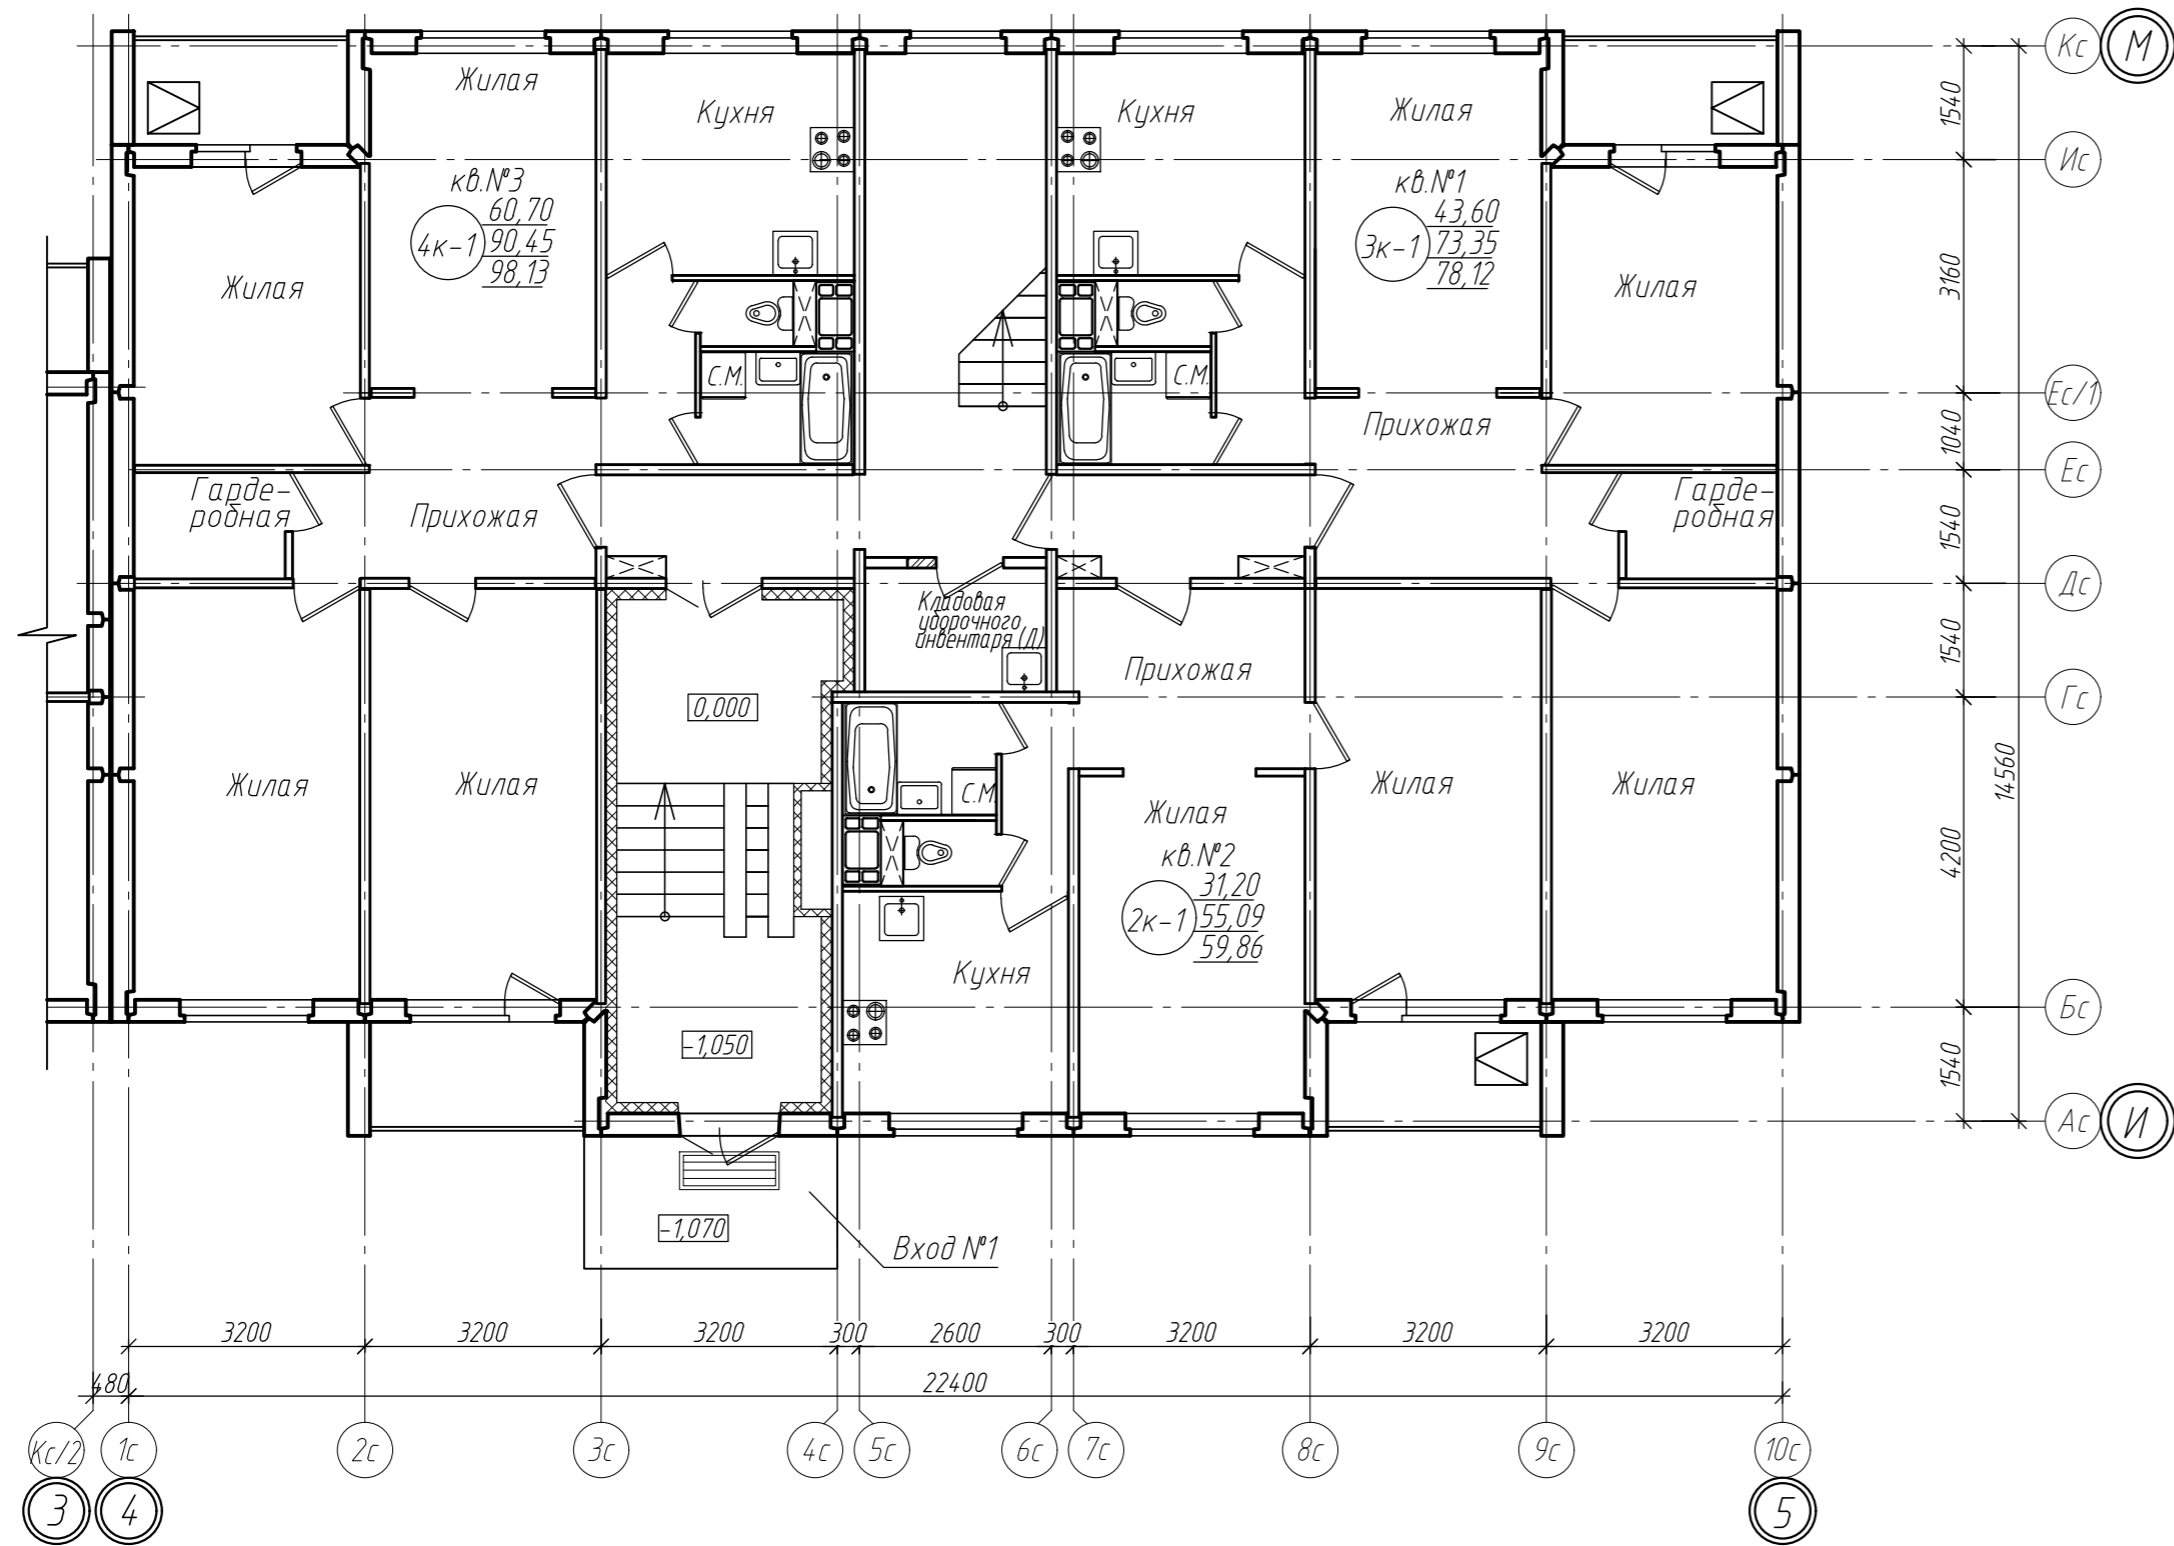 Кс
М
1540
Жилая
Кухня
Кухня
Жилая
Ис
кв.№3
60,70
4к-1
90,45
98,13
кв.№1
43,60
3к-1
73,35
78,12
3160
Жилая
Жилая
С.М.
С.М.
Ес/1
Прихожая
1040
Ес
Гарде-
робная
Прихожая
Гарде-
робная
1540
Дс
Кладовая
уборочного
инвентаря (Д)
Прихожая
1540
Гс
0,000
Жилая
Жилая
С.М.
Жилая
Жилая
14560
Жилая
кв.№2
31,20
2к-1
55,09
59,86
4200
Кухня
Бс
-1,050
1540
Ас
И
-1,070
Вход №1
3200
3200
3200
300
2600
300
3200
3200
3200
480
22400
Кс/2
1с
2с
3с
4с
5с
6с
7с
8с
9с
10с
3
4
5